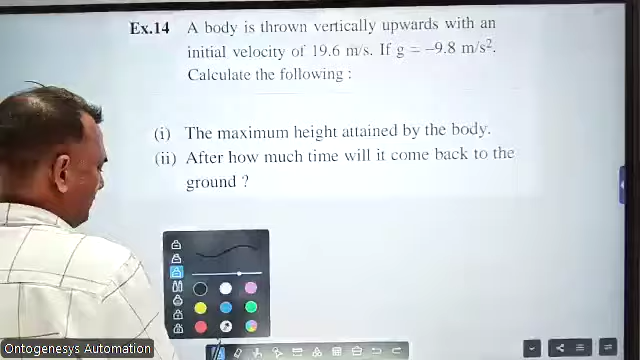 Ex.14 A body is thrown vertically upwards with an
initial velocity of 19.6 m/s. If g = –9.8 m/s².
Calculate the following :
(i) The maximum height attained by the body.
(ii) After how much time will it come back to the
ground ?
Ontogenesys Automation